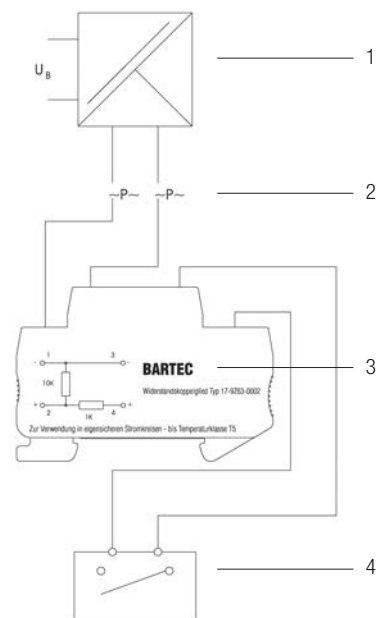 1
U_B
~P~ ~P~
2
1 3
- -
10K
BARTEC
3
Widerstandskoppelglied Typ 17-9Z63-0002
+ +
2 1K 4
Zur Verwendung in eigensicheren Stromkreisen - bis Temperaturklasse T5
4